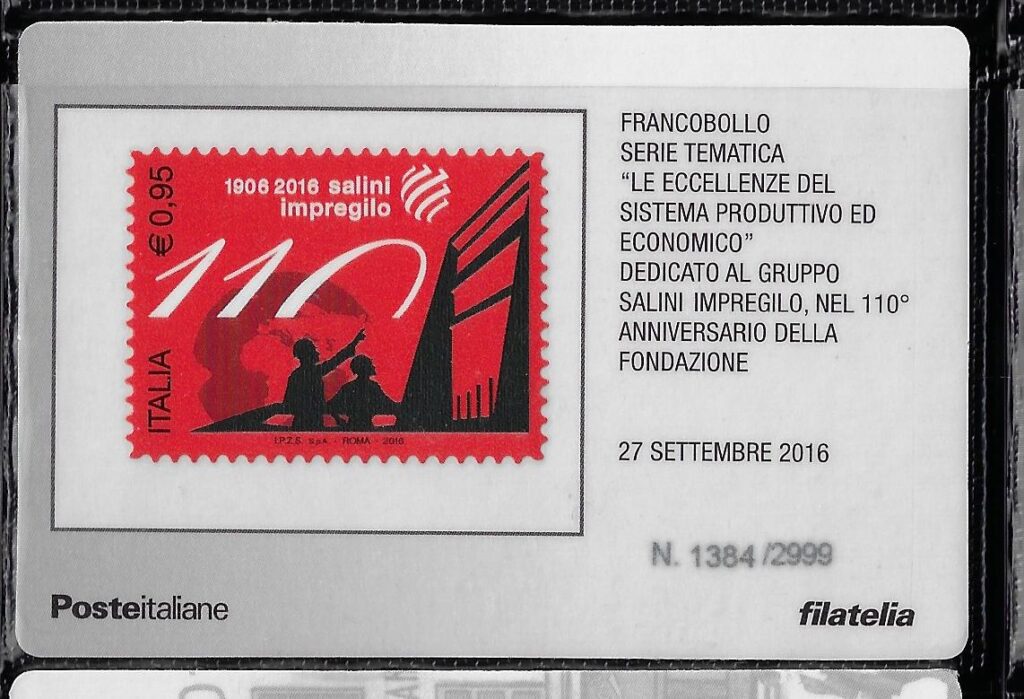 € 0,95
1906 2016 salini
impregilo
110
ITALIA
I.P.Z.S. S.p.A. - ROMA - 2016
FRANCOBOLLO
SERIE TEMATICA
“LE ECCELLENZE DEL
SISTEMA PRODUTTIVO ED
ECONOMICO”
DEDICATO AL GRUPPO
SALINI IMPREGILO, NEL 110°
ANNIVERSARIO DELLA
FONDAZIONE
27 SETTEMBRE 2016
N. 1384 /2999
Posteitaliane
filatelia